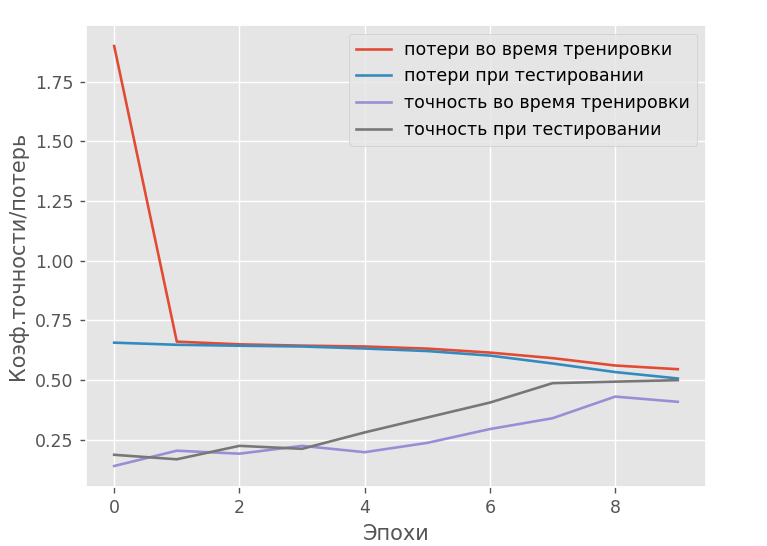 потери во время тренировки
потери при тестировании
точность во время тренировки
точность при тестировании
Коэф.точности/потерь
1.75
1.50
1.25
1.00
0.75
0.50
0.25
0 2 4 6 8
Эпохи